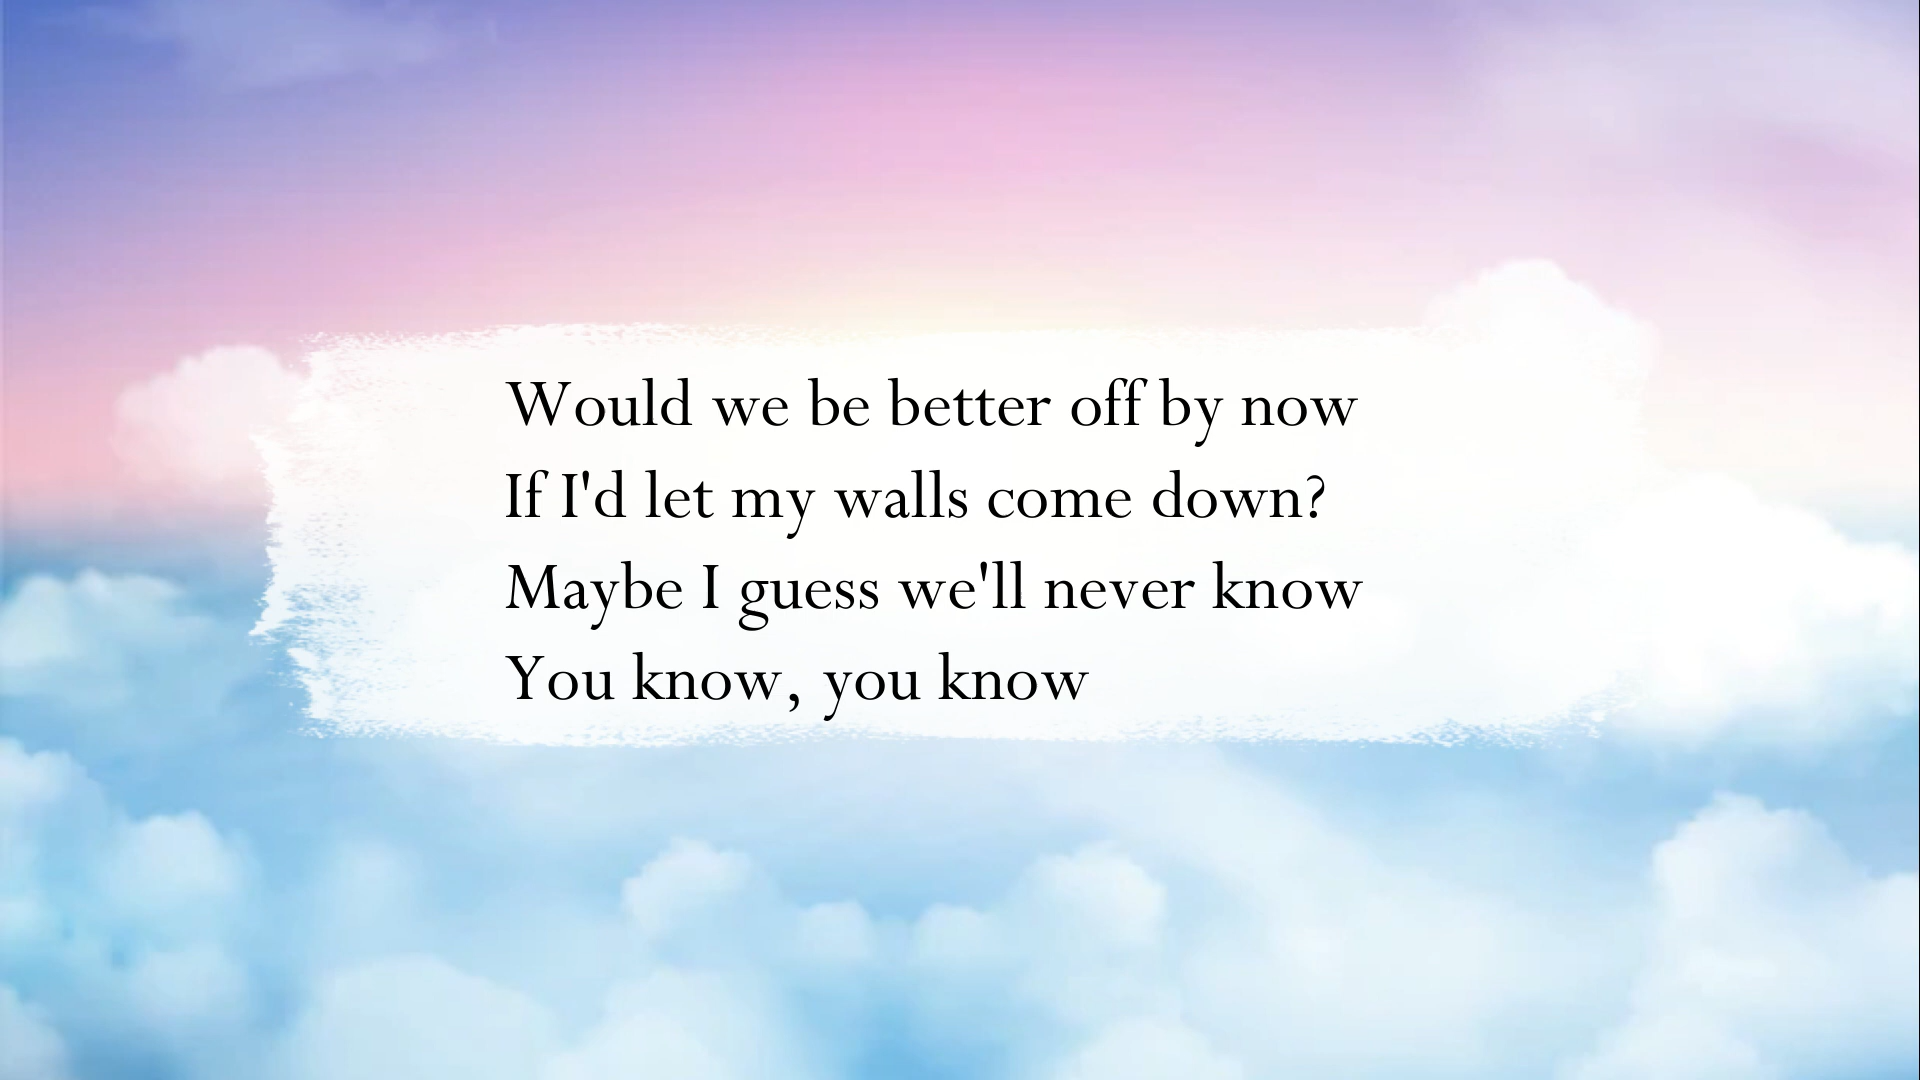 Would we be better off by now
If I'd let my walls come down?
Maybe I guess we'll never know
You know, you know